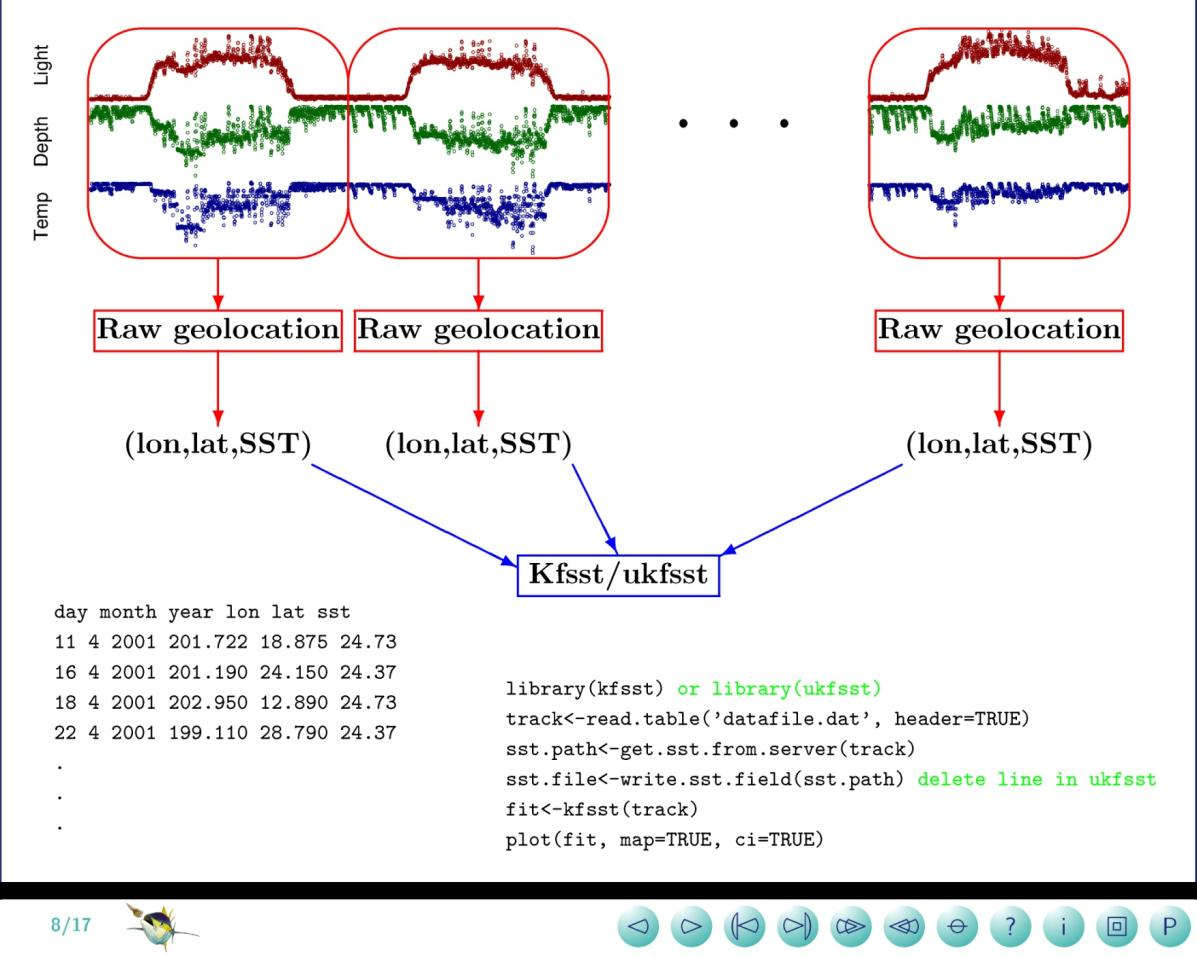 Light
Depth
Temp
. . .
Raw geolocation
Raw geolocation
Raw geolocation
(lon,lat,SST)
(lon,lat,SST)
(lon,lat,SST)
Kfsst/ukfsst
day month year lon lat sst
11 4 2001 201.722 18.875 24.73
16 4 2001 201.190 24.150 24.37
18 4 2001 202.950 12.890 24.73
22 4 2001 199.110 28.790 24.37
.
.
.
library(kfsst) or library(ukfsst)
track<-read.table('datafile.dat', header=TRUE)
sst.path<-get.sst.from.server(track)
sst.file<-write.sst.field(sst.path) delete line in ukfsst
fit<-kfsst(track)
plot(fit, map=TRUE, ci=TRUE)
8/17
? i P